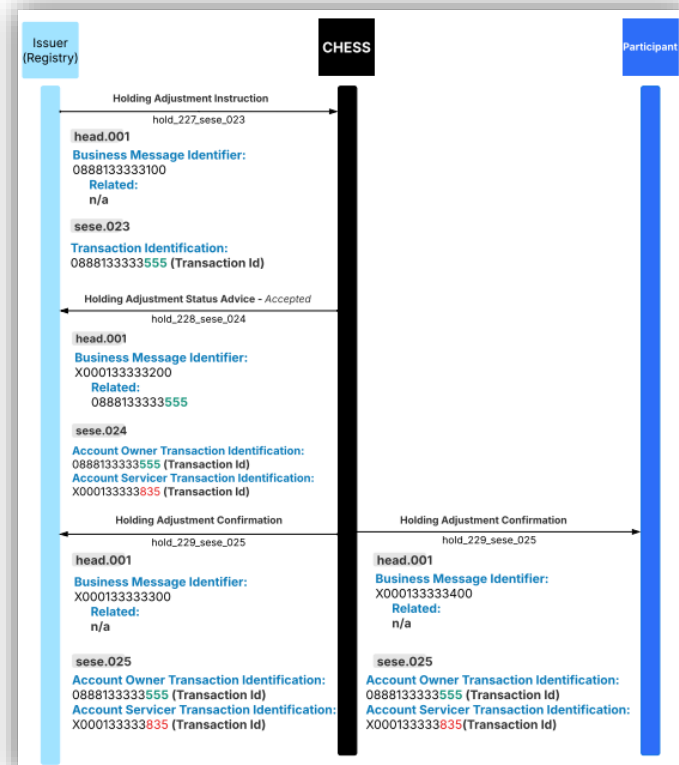 Issuer
(Registry)
CHESS
Participant
Holding Adjustment Instruction
hold_227_sese_023
head.001
Business Message Identifier:
0888133333100
Related:
n/a
sese.023
Transaction Identification:
0888133333555 (Transaction Id)
Holding Adjustment Status Advice - Accepted
hold_228_sese_024
head.001
Business Message Identifier:
X000133333200
Related:
0888133333555
sese.024
Account Owner Transaction Identification:
0888133333555 (Transaction Id)
Account Servicer Transaction Identification:
X000133333835 (Transaction Id)
Holding Adjustment Confirmation
hold_229_sese_025
head.001
Business Message Identifier:
X000133333300
Related:
n/a
sese.025
Account Owner Transaction Identification:
0888133333555 (Transaction Id)
Account Servicer Transaction Identification:
X000133333835 (Transaction Id)
Holding Adjustment Confirmation
hold_229_sese_025
head.001
Business Message Identifier:
X000133333400
Related:
n/a
sese.025
Account Owner Transaction Identification:
0888133333555 (Transaction Id)
Account Servicer Transaction Identification:
X000133333835(Transaction Id)